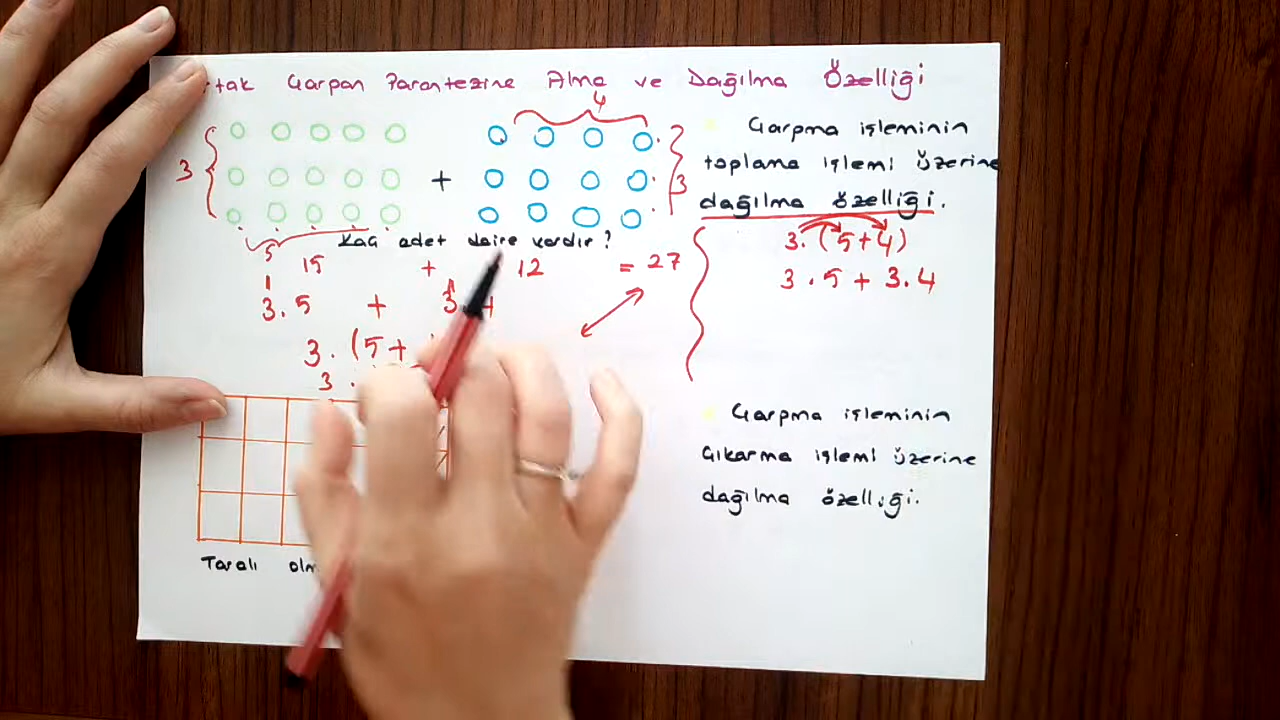 Çarpan Parantezine Alma ve Dağılma Özelliği
4
3
+
3
5
Kaç adet daire vardır?
15 + 12 = 27
3.5 + 3.
3.(5+
3.
Çarpma işleminin
toplama işlemi üzerine
dağılma özelliği.
3.(5+4)
3.5 + 3.4
Çarpma işleminin
çıkarma işlemi üzerine
dağılma özelliği.
Taralı